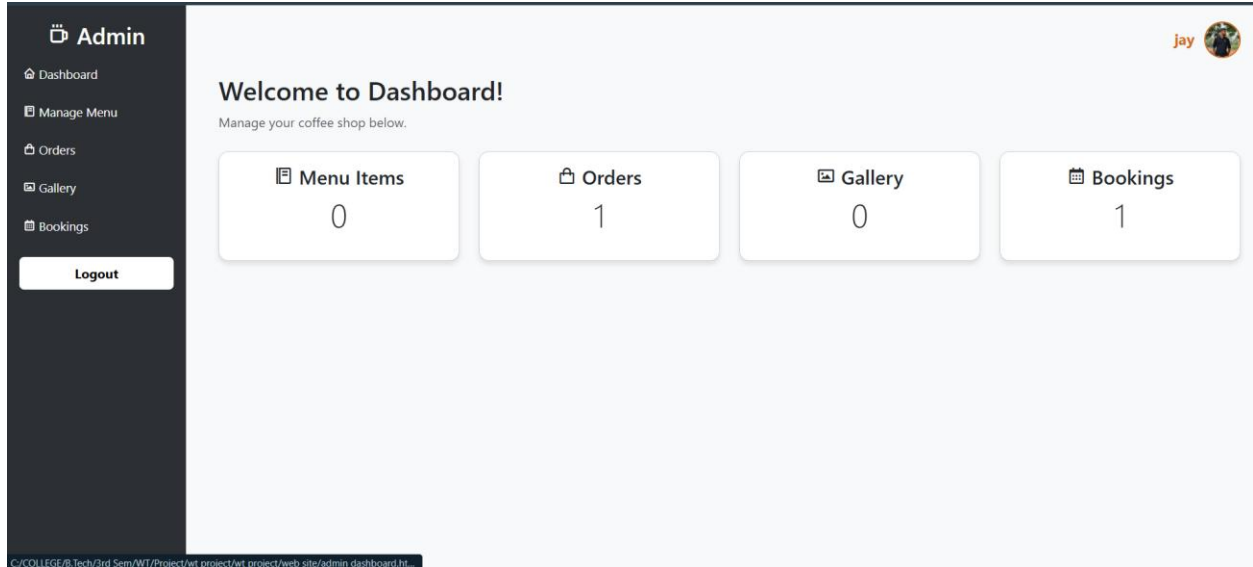 Admin
jay
Dashboard
Manage Menu
Orders
Gallery
Bookings
Logout
Welcome to Dashboard!
Manage your coffee shop below.
Menu Items
0
Orders
1
Gallery
0
Bookings
1
C:/COLLEGE/B.Tech/3rd Sem/WT/Project/wt project/wt project/web site/admin dashboard.ht...